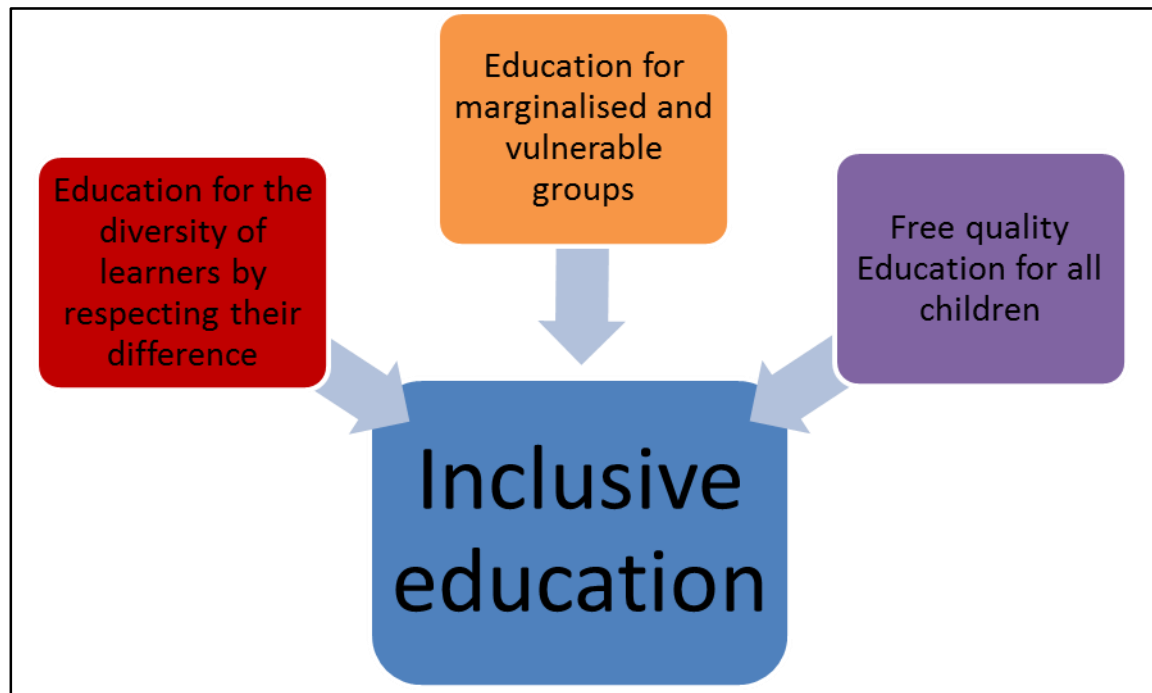 Education for
marginalised and
vulnerable
groups
Education for the
diversity of
learners by
respecting their
difference
Free quality
Education for all
children
Inclusive
education